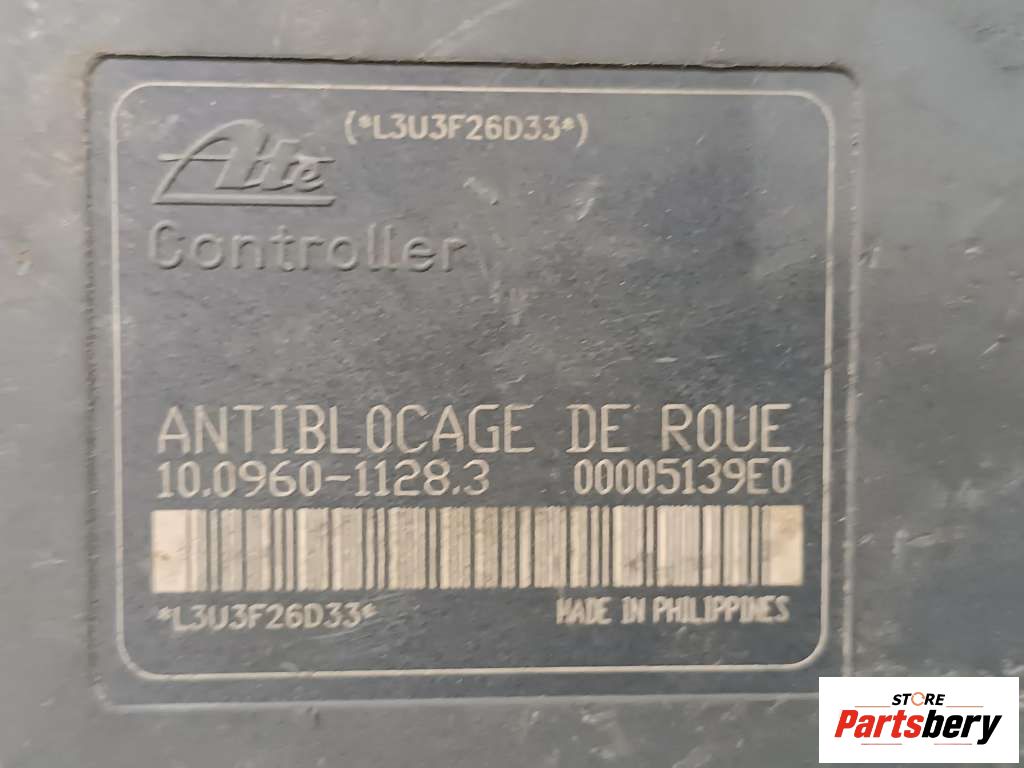 (*L3U3F26D33*)
Ate
Controller
ANTIBLOCAGE DE ROUE
10.0960-1128.3 00005139E0
*L3U3F26D33*
MADE IN PHILIPPINES
STORE
Partsbery